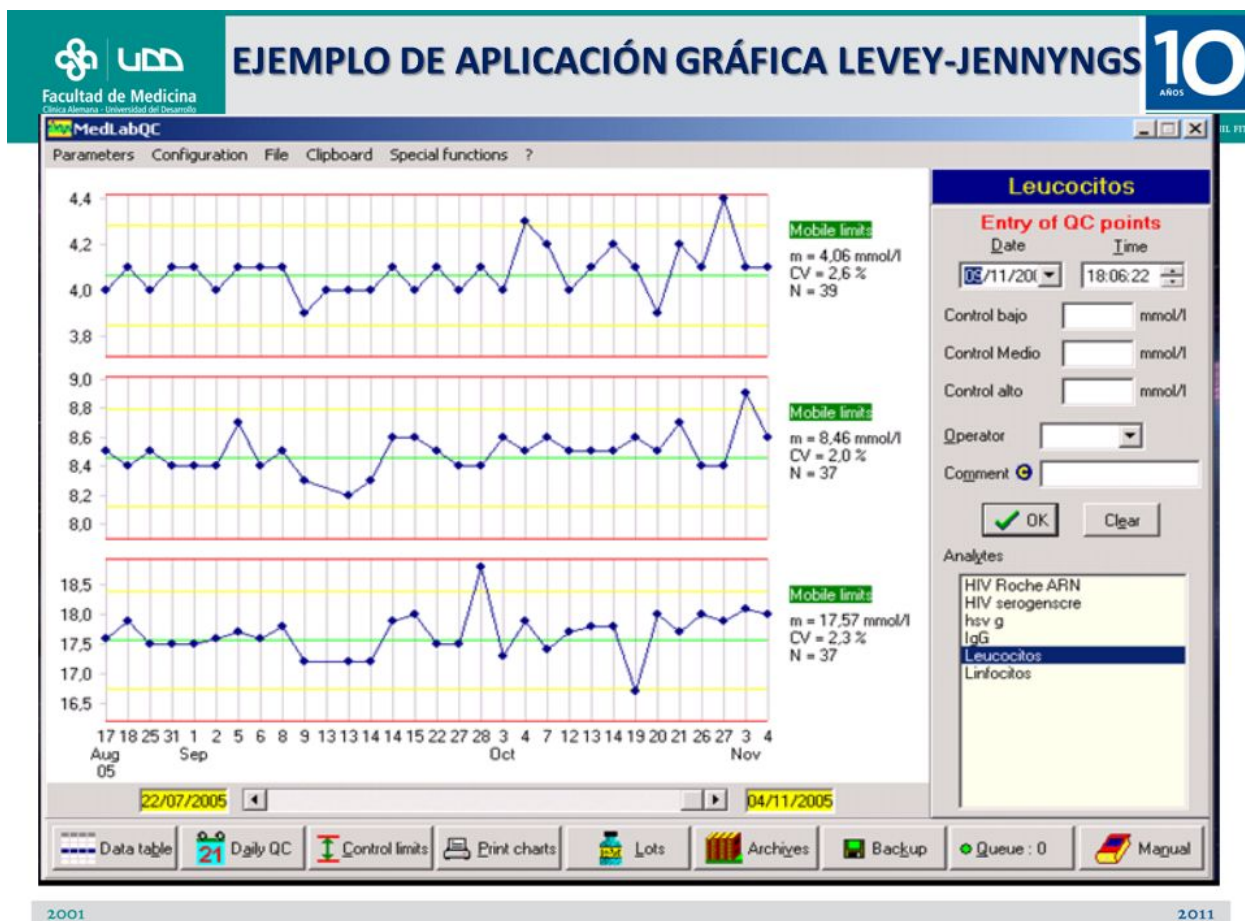 UDD
Facultad de Medicina
Clínica Alemana - Universidad del Desarrollo
EJEMPLO DE APLICACIÓN GRÁFICA LEVEY-JENNYNGS
10
AÑOS
MedLabQC
Parameters Configuration File Clipboard Special functions ?
4,4
4,2
4,0
3,8
Mobile limits
m = 4,06 mmol/l
CV = 2,6 %
N = 39
9,0
8,8
8,6
8,4
8,2
8,0
Mobile limits
m = 8,46 mmol/l
CV = 2,0 %
N = 37
18,5
18,0
17,5
17,0
16,5
Mobile limits
m = 17,57 mmol/l
CV = 2,3 %
N = 37
17 18 25 31 1 2 5 6 8 9 13 13 14 14 15 22 27 28 3 4 7 12 13 14 19 20 21 26 27 3 4
Aug Sep Oct Nov
05
22/07/2005 04/11/2005
Leucocitos
Entry of QC points
Date Time
09/11/200 18:06:22
Control bajo mmol/l
Control Medio mmol/l
Control alto mmol/l
Operator
Comment C
OK Clear
Analytes
HIV Roche ARN
HIV serogenscre
hsv g
IgG
Leucocitos
Linfocitos
Data table 21 Daily QC Control limits Print charts Lots Archives Backup Queue : 0 Manual
2001 2011